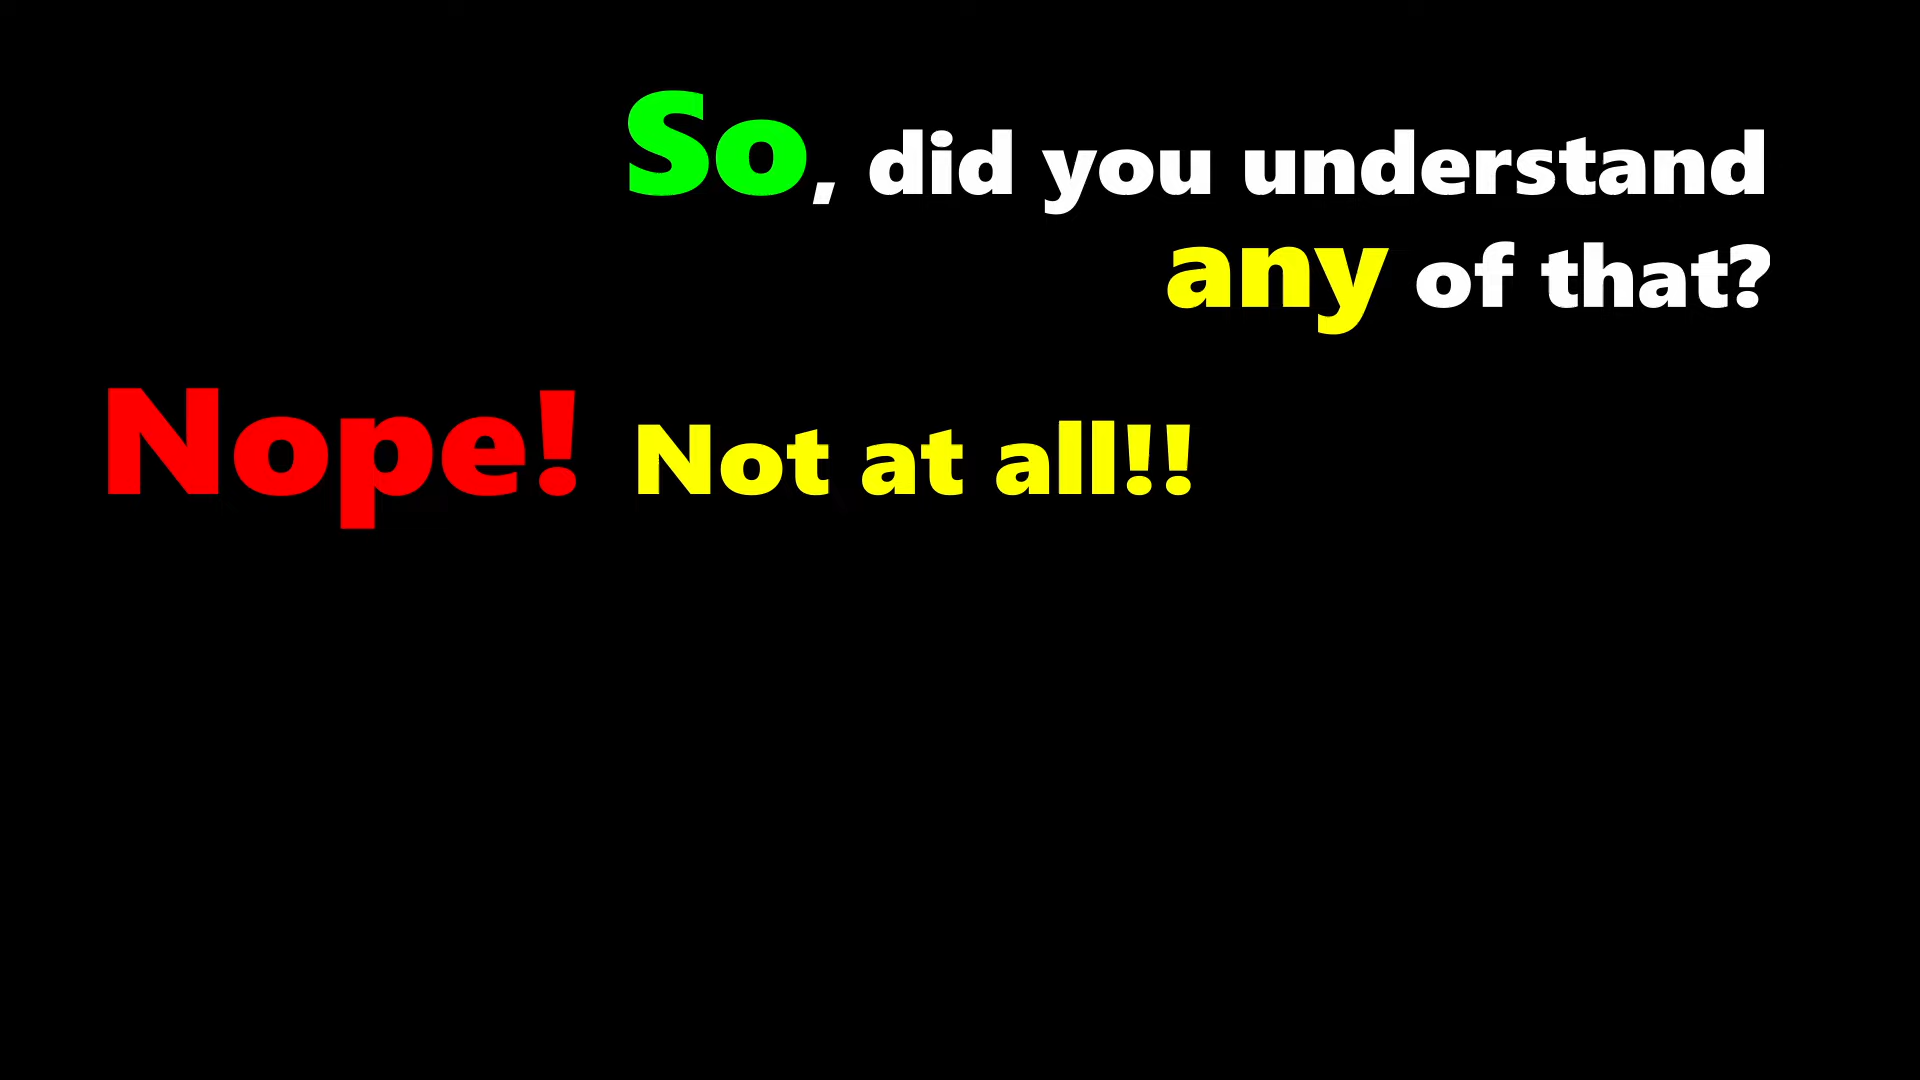 So, did you understand
any of that?
Nope! Not at all!!